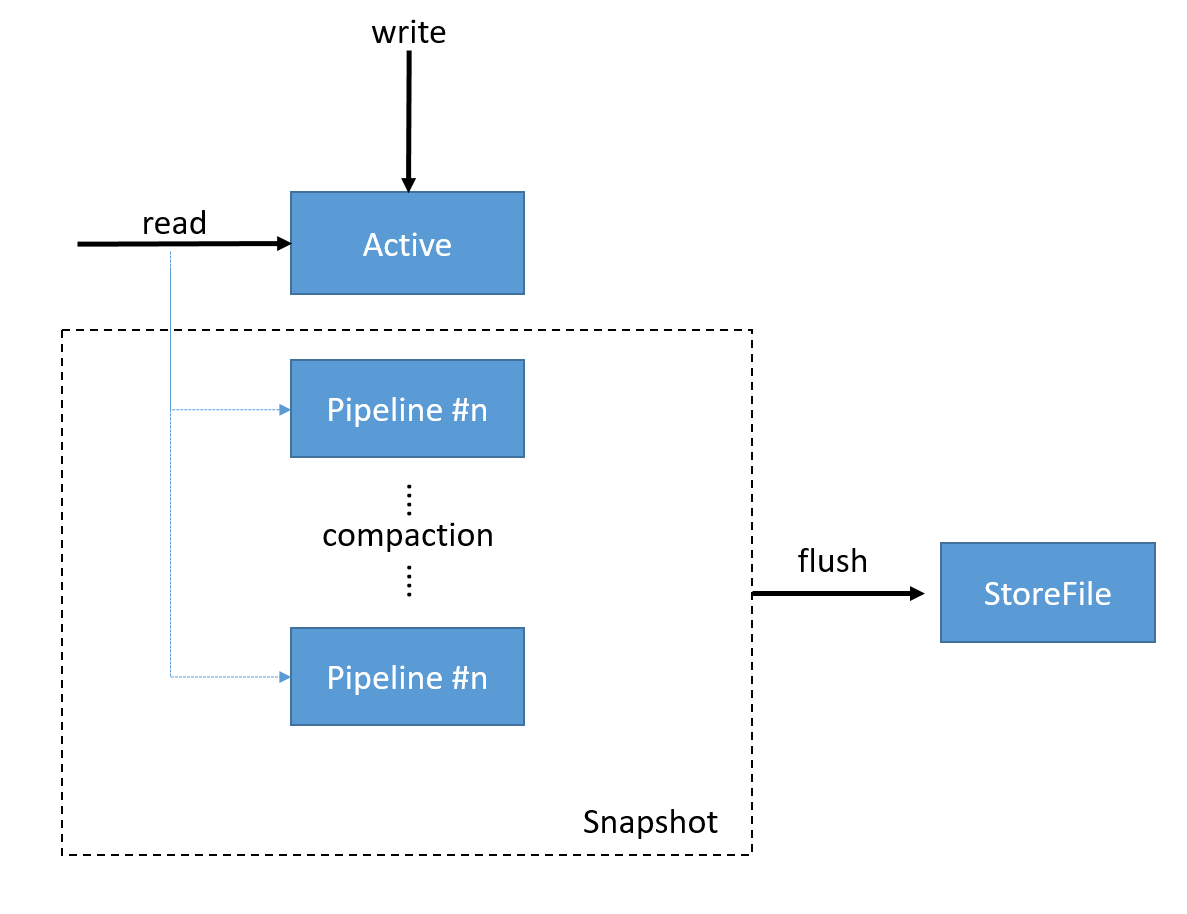 write
read
Active
Pipeline #n
compaction
flush
StoreFile
Pipeline #n
Snapshot